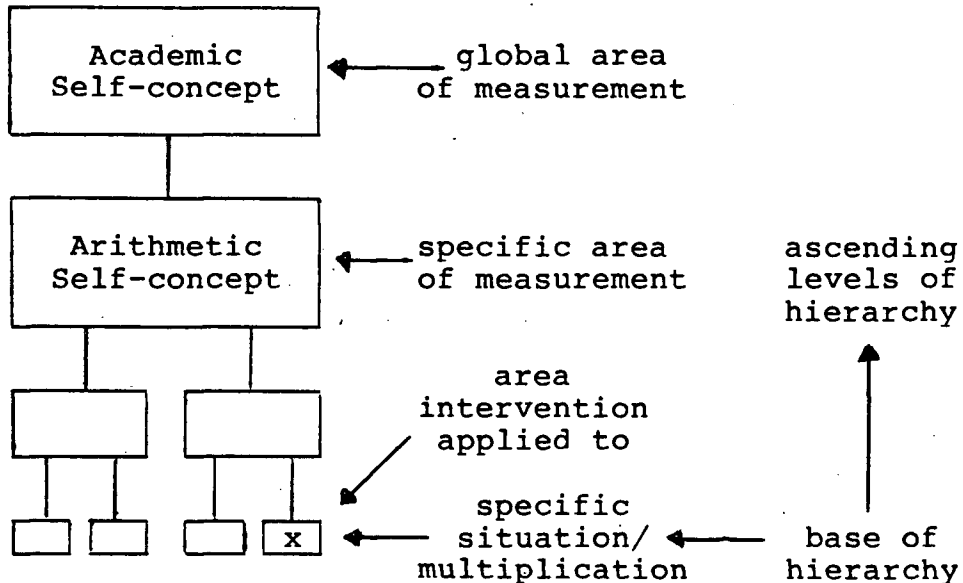 Academic
Self-concept
global area
of measurement
Arithmetic
Self-concept
specific area
of measurement
ascending
levels of
hierarchy
area
intervention
applied to
specific
situation/
multiplication
x
base of
hierarchy